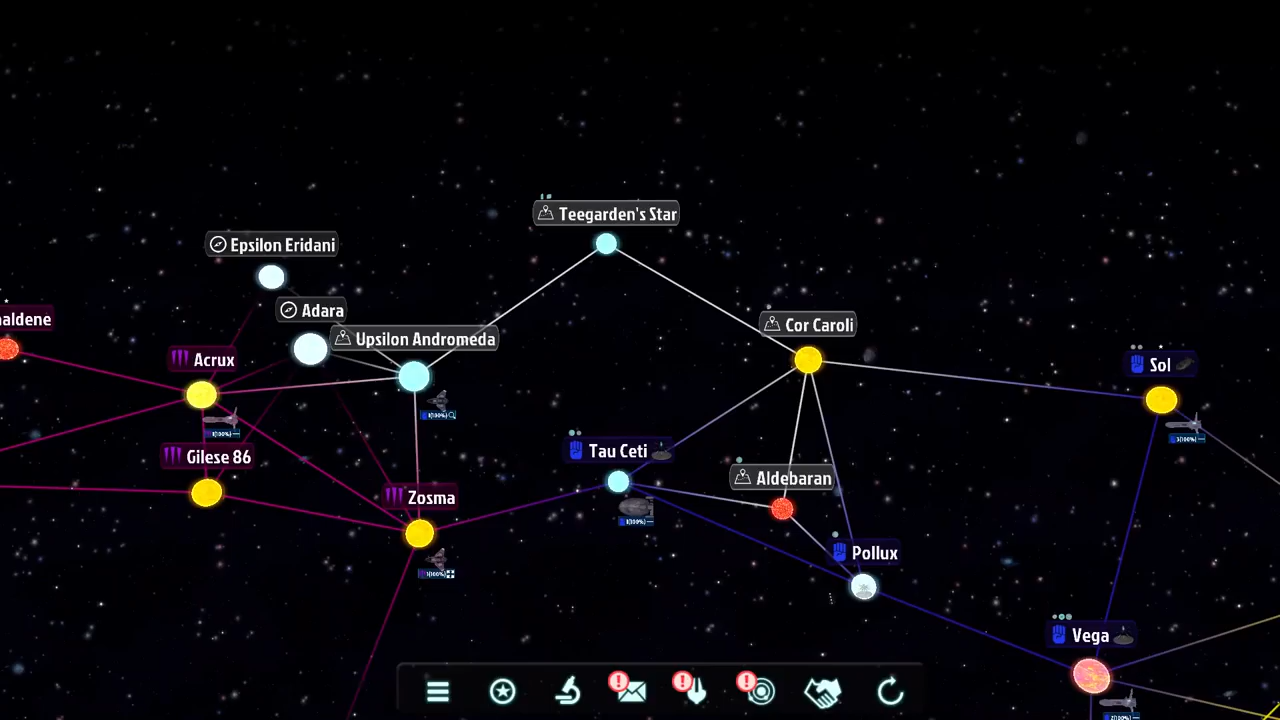 Teegarden's Star
Epsilon Eridani
Adara
aldene
Upsilon Andromeda
Cor Caroli
Acrux
Sol
Gilese 86
Tau Ceti
Aldebaran
Zosma
Pollux
Vega